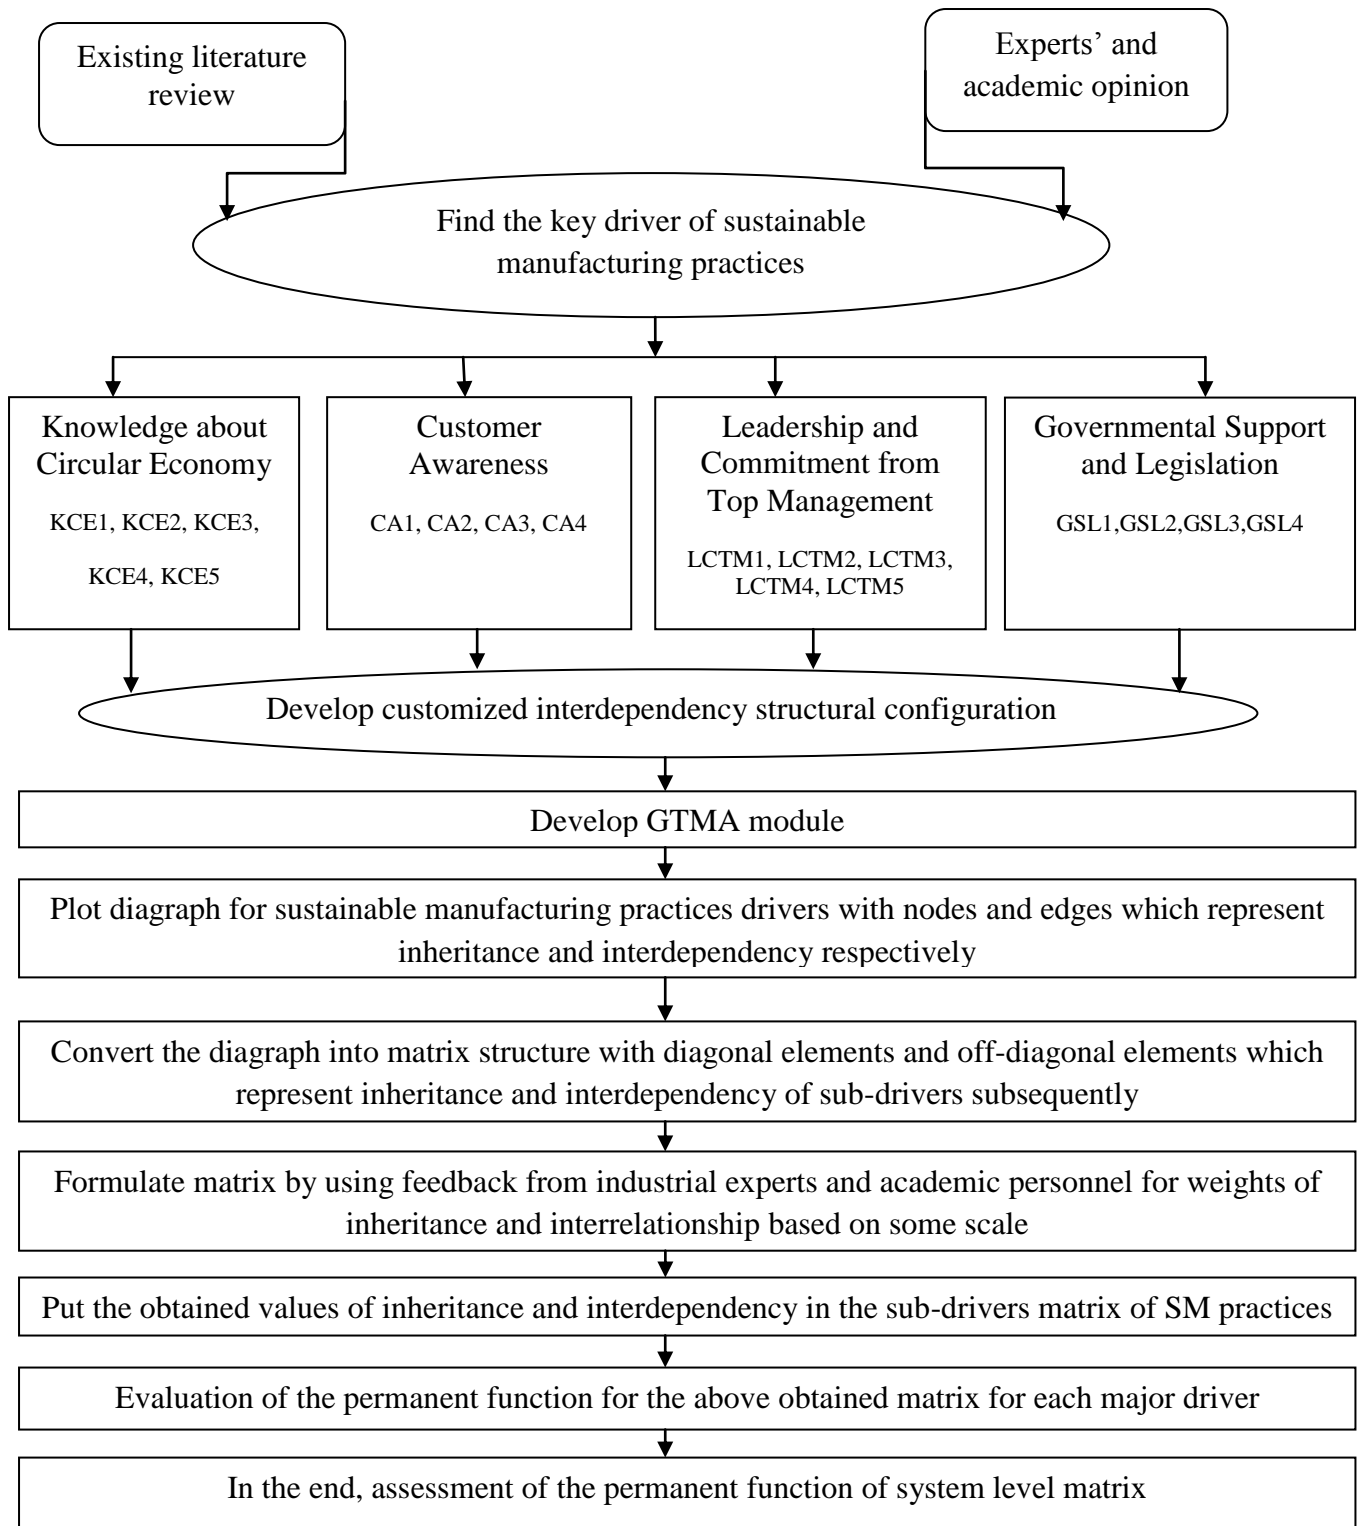 Existing literature
review
Experts’ and
academic opinion
Find the key driver of sustainable
manufacturing practices
Knowledge about
Circular Economy
KCE1, KCE2, KCE3,
KCE4, KCE5
Customer
Awareness
CA1, CA2, CA3, CA4
Leadership and
Commitment from
Top Management
LCTM1, LCTM2, LCTM3,
LCTM4, LCTM5
Governmental Support
and Legislation
GSL1,GSL2,GSL3,GSL4
Develop customized interdependency structural configuration
Develop GTMA module
Plot diagraph for sustainable manufacturing practices drivers with nodes and edges which represent
inheritance and interdependency respectively
Convert the diagraph into matrix structure with diagonal elements and off-diagonal elements which
represent inheritance and interdependency of sub-drivers subsequently
Formulate matrix by using feedback from industrial experts and academic personnel for weights of
inheritance and interrelationship based on some scale
Put the obtained values of inheritance and interdependency in the sub-drivers matrix of SM practices
Evaluation of the permanent function for the above obtained matrix for each major driver
In the end, assessment of the permanent function of system level matrix